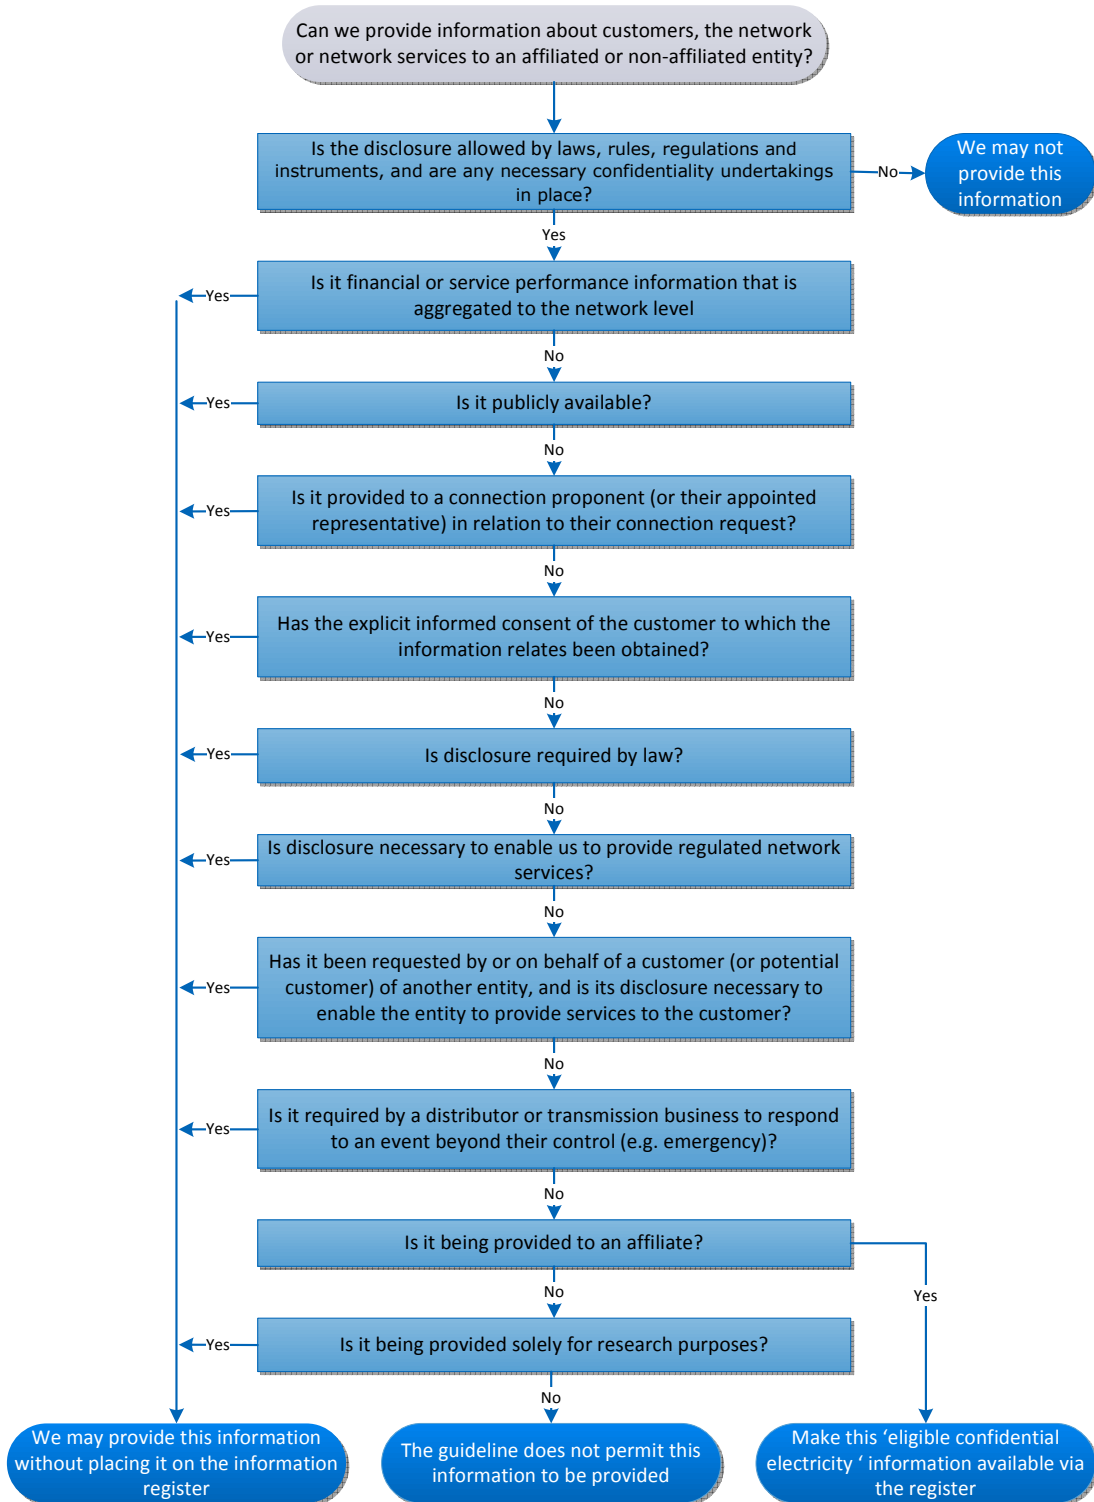 Can we provide information about customers, the network
or network services to an affiliated or non-affiliated entity?
Is the disclosure allowed by laws, rules, regulations and
instruments, and are any necessary confidentiality undertakings
in place?
No
We may not
provide this
information
Yes
Is it financial or service performance information that is
aggregated to the network level
Yes
No
Is it publicly available?
Yes
No
Is it provided to a connection proponent (or their appointed
representative) in relation to their connection request?
Yes
No
Has the explicit informed consent of the customer to which the
information relates been obtained?
Yes
No
Is disclosure required by law?
Yes
No
Is disclosure necessary to enable us to provide regulated network
services?
Yes
No
Has it been requested by or on behalf of a customer (or potential
customer) of another entity, and is its disclosure necessary to
enable the entity to provide services to the customer?
Yes
No
Is it required by a distributor or transmission business to respond
to an event beyond their control (e.g. emergency)?
Yes
No
Is it being provided to an affiliate?
Yes
No
Is it being provided solely for research purposes?
Yes
No
We may provide this information
without placing it on the information
register
The guideline does not permit this
information to be provided
Make this ‘eligible confidential
electricity ‘ information available via
the register